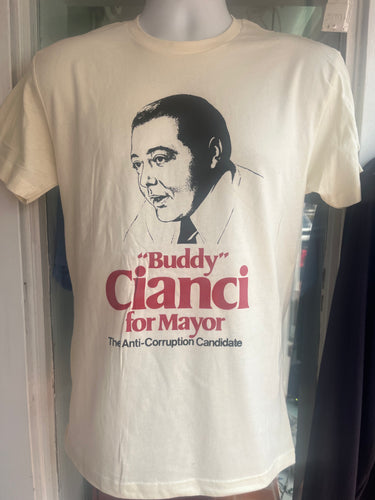 "Buddy"
Cianci
for Mayor
The Anti-Corruption Candidate